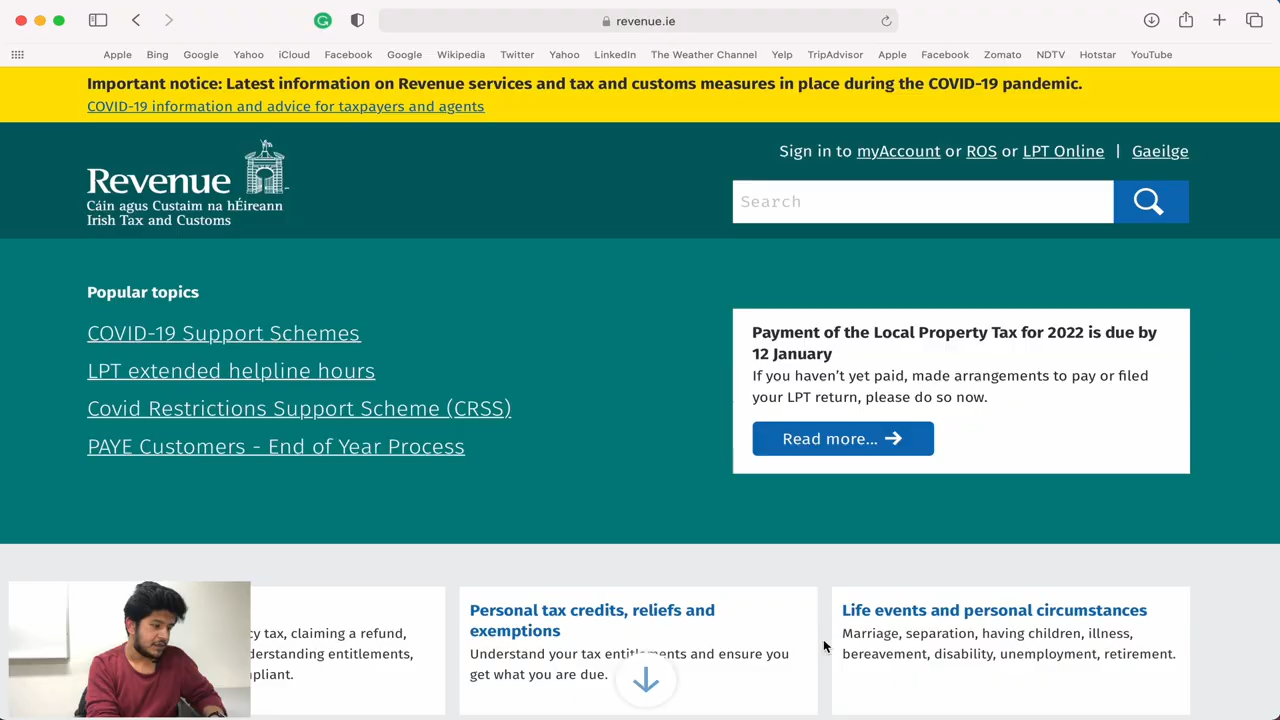 revenue.ie
Apple Bing Google Yahoo iCloud Facebook Google Wikipedia Twitter Yahoo LinkedIn The Weather Channel Yelp TripAdvisor Apple Facebook Zomato NDTV Hotstar YouTube
Important notice: Latest information on Revenue services and tax and customs measures in place during the COVID-19 pandemic.
COVID-19 information and advice for taxpayers and agents
Sign in to myAccount or ROS or LPT Online | Gaeilge
Revenue
Cáin agus Custaim na hÉireann
Irish Tax and Customs
Search
Popular topics
COVID-19 Support Schemes
LPT extended helpline hours
Covid Restrictions Support Scheme (CRSS)
PAYE Customers - End of Year Process
Payment of the Local Property Tax for 2022 is due by
12 January
If you haven't yet paid, made arrangements to pay or filed
your LPT return, please do so now.
Read more...
cy tax, claiming a refund,
derstanding entitlements,
pliant.
Personal tax credits, reliefs and
exemptions
Understand your tax entitlements and ensure you
get what you are due.
Life events and personal circumstances
Marriage, separation, having children, illness,
bereavement, disability, unemployment, retirement.